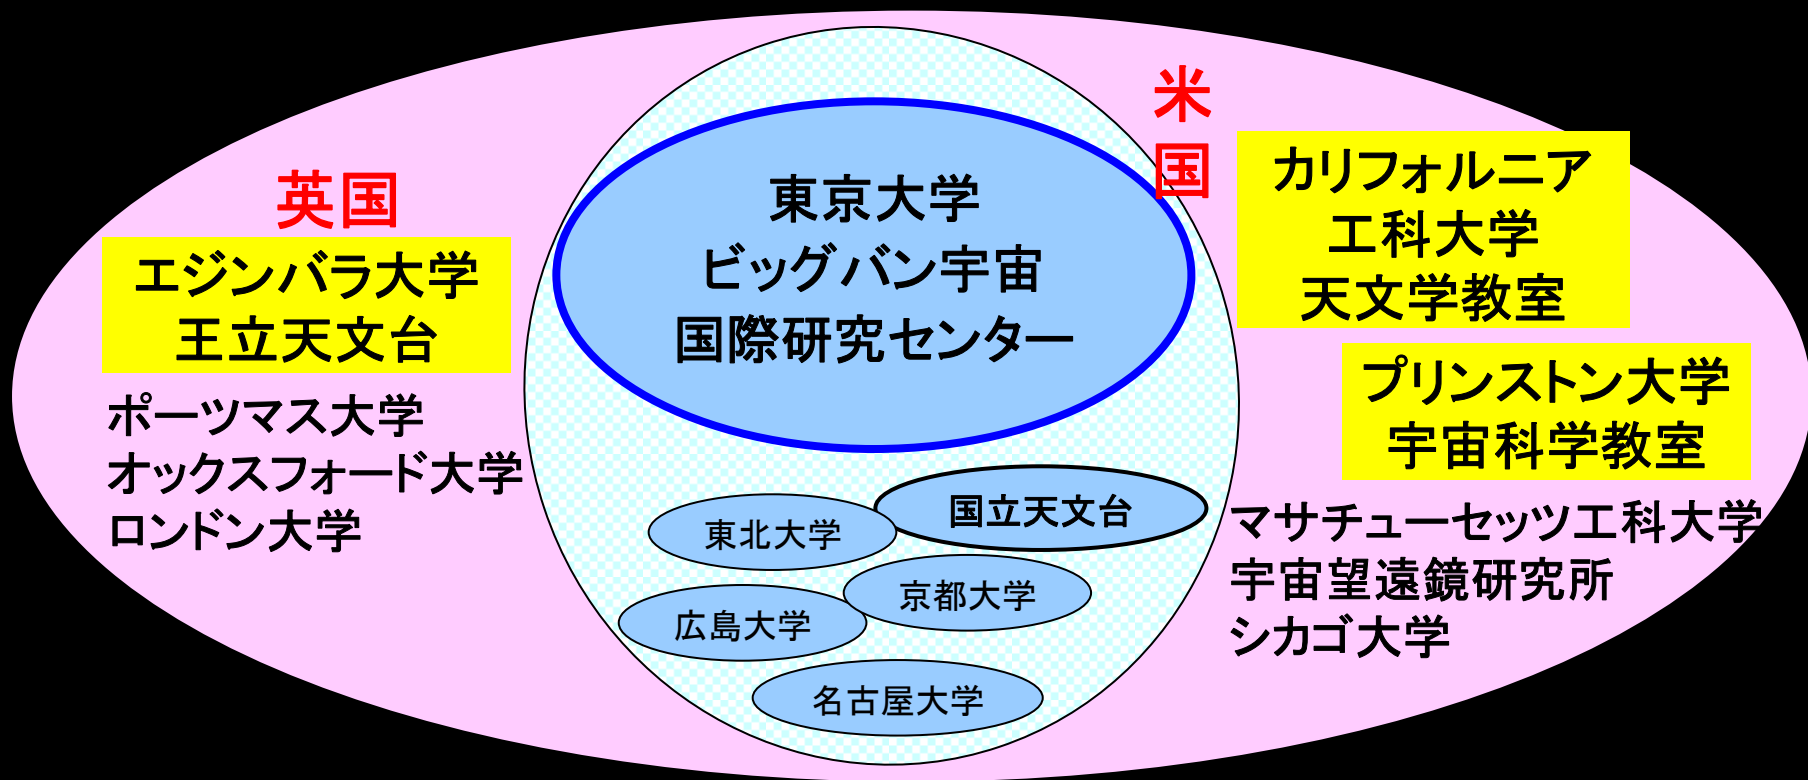 英国
エジンバラ大学
王立天文台
ポーツマス大学
オックスフォード大学
ロンドン大学
東京大学
ビッグバン宇宙
国際研究センター
国立天文台
東北大学
京都大学
広島大学
名古屋大学
米
国
カリフォルニア
工科大学
天文学教室
プリンストン大学
宇宙科学教室
マサチューセッツ工科大学
宇宙望遠鏡研究所
シカゴ大学